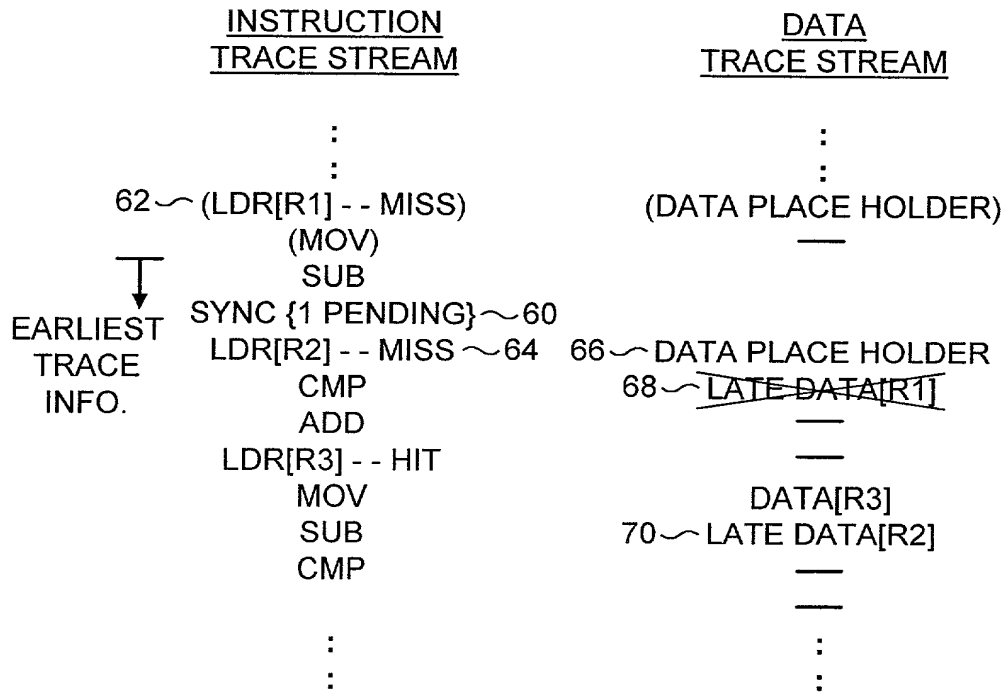 INSTRUCTION
TRACE STREAM
DATA
TRACE STREAM
62 (LDR[R1] - - MISS)
(DATA PLACE HOLDER)
(MOV)
SUB
SYNC {1 PENDING} 60
EARLIEST
TRACE
INFO.
LDR[R2] - - MISS 64
66 DATA PLACE HOLDER
CMP
68 LATE DATA[R1]
ADD
LDR[R3] - - HIT
MOV
DATA[R3]
SUB
70 LATE DATA[R2]
CMP